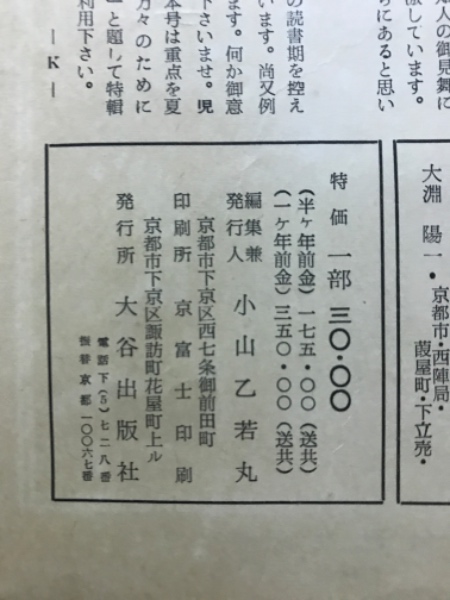 知人の御見舞に
激しています。
ちにあると思い
の読書期を控え
います。尚又例
ます。何か御意
下さいませ。児
本号は重点を夏
方々のために
」と題して特輯
利用下さい。
―K―
大淵陽一・京都市・西陣局・
葭屋町・下立売・
特価 一部 三〇・〇〇
(半ヶ年前金)一七五・〇〇(送共)
(一ヶ年前金)三五〇・〇〇(送共)
編集兼
発行人 小山乙若丸
京都市下京区西七条御前田町
印刷所 京富士印刷
京都市下京区諏訪町花屋町上ル
発行所 大谷出版社
電話下(5)七二八番
振替京都一〇〇六七番